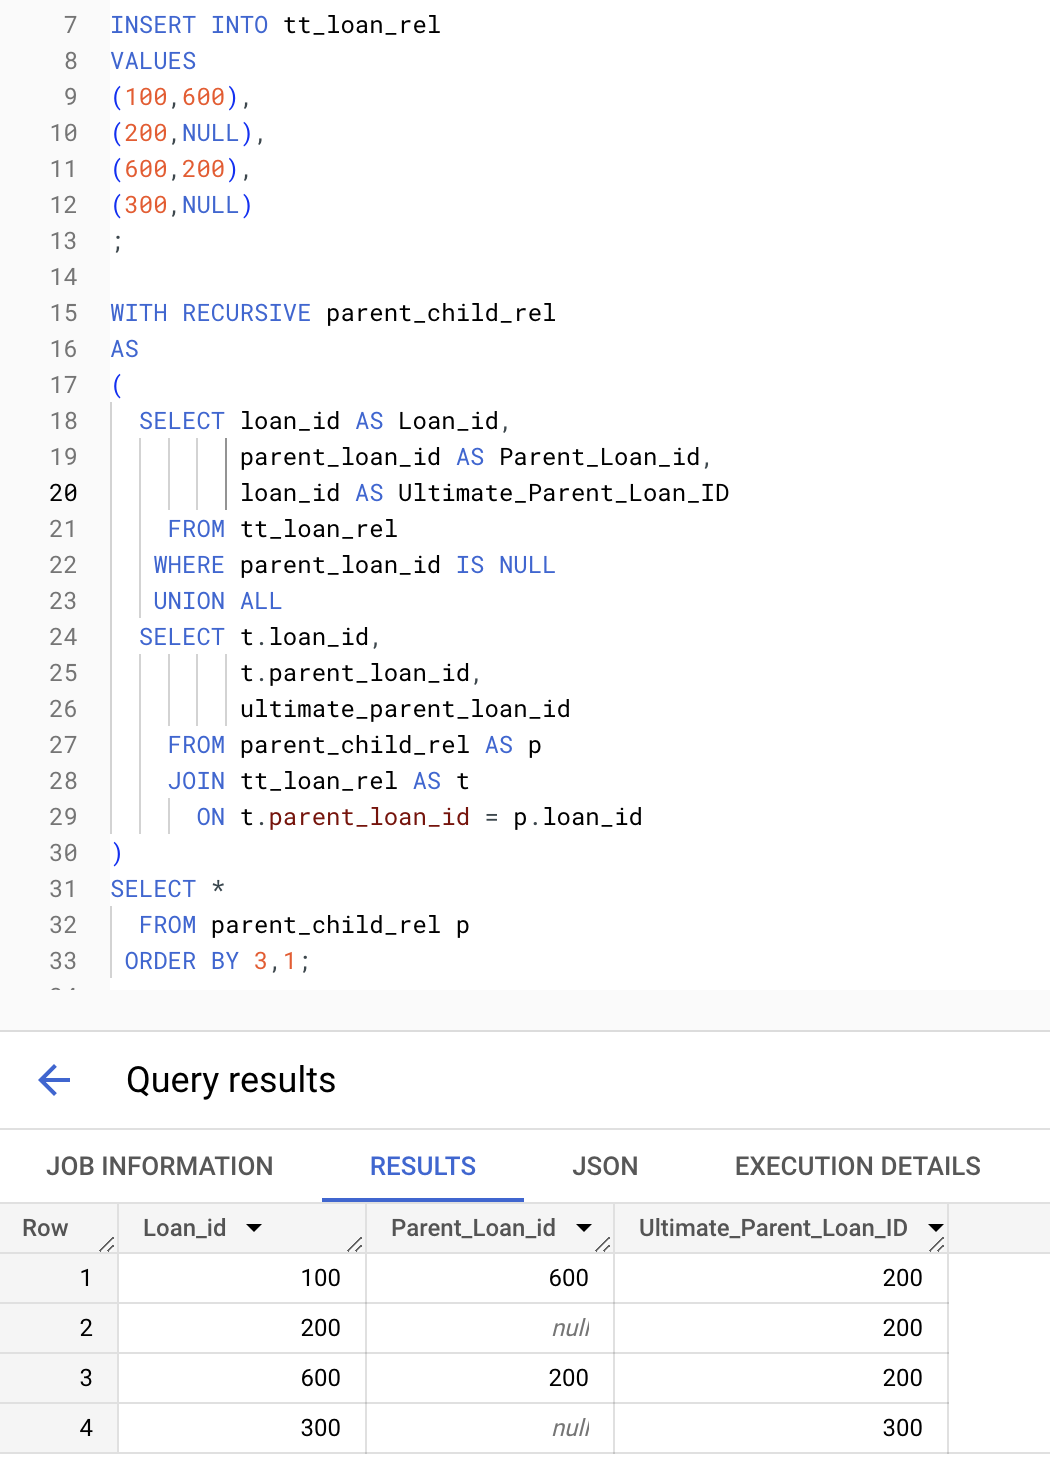 7 INSERT INTO tt_loan_rel
8 VALUES
9 (100,600),
10 (200,NULL),
11 (600,200),
12 (300,NULL)
13 ;
14
15 WITH RECURSIVE parent_child_rel
16 AS
17 (
18 SELECT loan_id AS Loan_id,
19 parent_loan_id AS Parent_Loan_id,
20 loan_id AS Ultimate_Parent_Loan_ID
21 FROM tt_loan_rel
22 WHERE parent_loan_id IS NULL
23 UNION ALL
24 SELECT t.loan_id,
25 t.parent_loan_id,
26 ultimate_parent_loan_id
27 FROM parent_child_rel AS p
28 JOIN tt_loan_rel AS t
29 ON t.parent_loan_id = p.loan_id
30 )
31 SELECT *
32 FROM parent_child_rel p
33 ORDER BY 3,1;
Query results
JOB INFORMATION RESULTS JSON EXECUTION DETAILS
Row Loan_id Parent_Loan_id Ultimate_Parent_Loan_ID
1 100 600 200
2 200 null 200
3 600 200 200
4 300 null 300